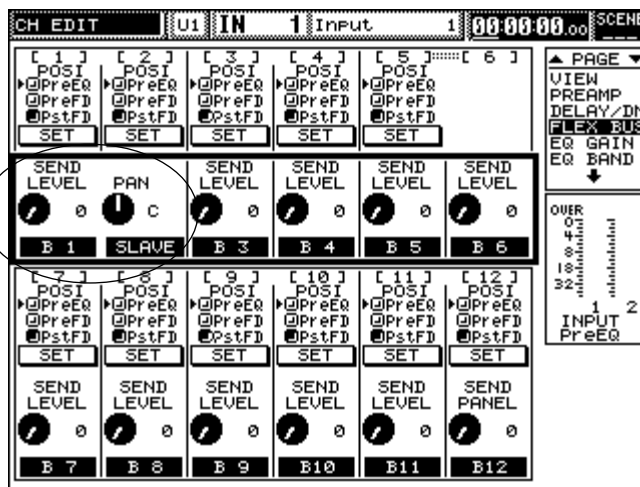 CH EDIT U1 IN 1 Input 1 00:00:00.00 SCENE
[ 1 ] [ 2 ] [ 3 ] [ 4 ] [ 5 ] [ 6 ]
POSI POSI POSI POSI POSI
PreEQ PreEQ PreEQ PreEQ PreEQ
PreFD PreFD PreFD PreFD PreFD
PstFD PstFD PstFD PstFD PstFD
SET SET SET SET SET
SEND LEVEL PAN SEND LEVEL SEND LEVEL SEND LEVEL SEND LEVEL
0 C 0 0 0 0
B 1 SLAVE B 3 B 4 B 5 B 6
[ 7 ] [ 8 ] [ 9 ] [10 ] [11 ] [12 ]
POSI POSI POSI POSI POSI POSI
PreEQ PreEQ PreEQ PreEQ PreEQ PreEQ
PreFD PreFD PreFD PreFD PreFD PreFD
PstFD PstFD PstFD PstFD PstFD PstFD
SET SET SET SET SET SET
SEND SEND SEND SEND SEND SEND
LEVEL LEVEL LEVEL LEVEL LEVEL PANEL
0 0 0 0 0 0
B 7 B 8 B 9 B10 B11 B12
PAGE
VIEW
PREAMP
DELAY/DN
FLEX BUS
EQ GAIN
EQ BAND
OVER
0
4
8
18
32
1 2
INPUT
PreEQ